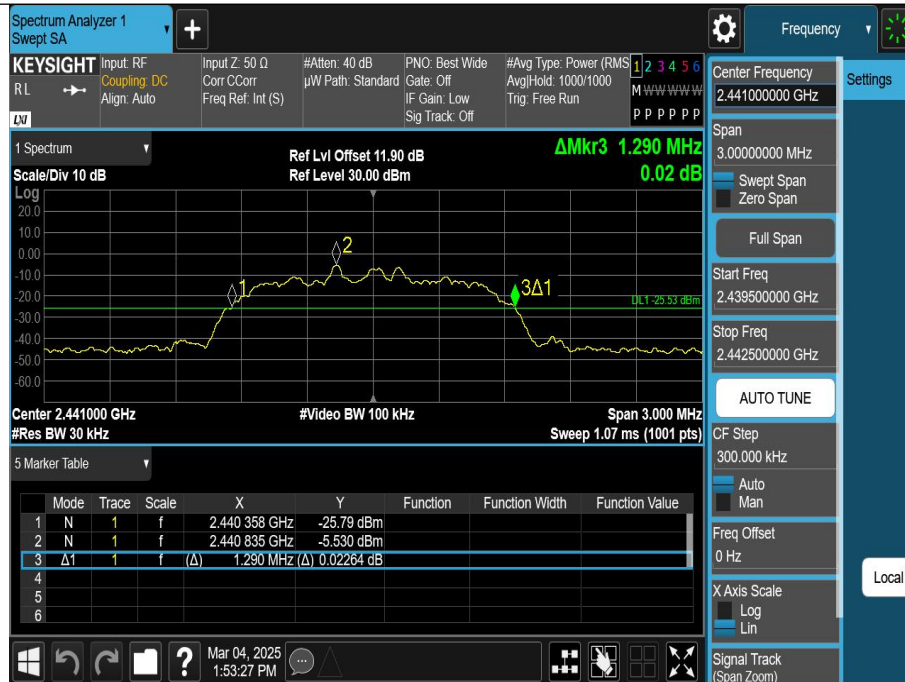 Spectrum Analyzer 1
Swept SA
+
Frequency
KEYSIGHT
RL
LXI
Input: RF
Coupling: DC
Align: Auto
Input Z: 50 Ω
Corr CCorr
Freq Ref: Int (S)
#Atten: 40 dB
µW Path: Standard
PNO: Best Wide
Gate: Off
IF Gain: Low
Sig Track: Off
#Avg Type: Power (RMS
Avg|Hold: 1000/1000
Trig: Free Run
1 2 3 4 5 6
M W W W W W
P P P P P P
1 Spectrum
Scale/Div 10 dB
Ref Lvl Offset 11.90 dB
Ref Level 30.00 dBm
ΔMkr3 1.290 MHz
0.02 dB
Log
20.0
10.0
0.00
-10.0
-20.0
-30.0
-40.0
-50.0
-60.0
1
2
3Δ1
DL1 -25.53 dBm
Center 2.441000 GHz
#Res BW 30 kHz
#Video BW 100 kHz
Span 3.000 MHz
Sweep 1.07 ms (1001 pts)
5 Marker Table
Mode Trace Scale X Y Function Function Width Function Value
1 N 1 f 2.440 358 GHz -25.79 dBm
2 N 1 f 2.440 835 GHz -5.530 dBm
3 Δ1 1 f (Δ) 1.290 MHz (Δ) 0.02264 dB
4
5
6
Mar 04, 2025
1:53:27 PM
?
Center Frequency
2.441000000 GHz
Span
3.00000000 MHz
Swept Span
Zero Span
Full Span
Start Freq
2.439500000 GHz
Stop Freq
2.442500000 GHz
AUTO TUNE
CF Step
300.000 kHz
Auto
Man
Freq Offset
0 Hz
X Axis Scale
Log
Lin
Signal Track
(Span Zoom)
Settings
Local